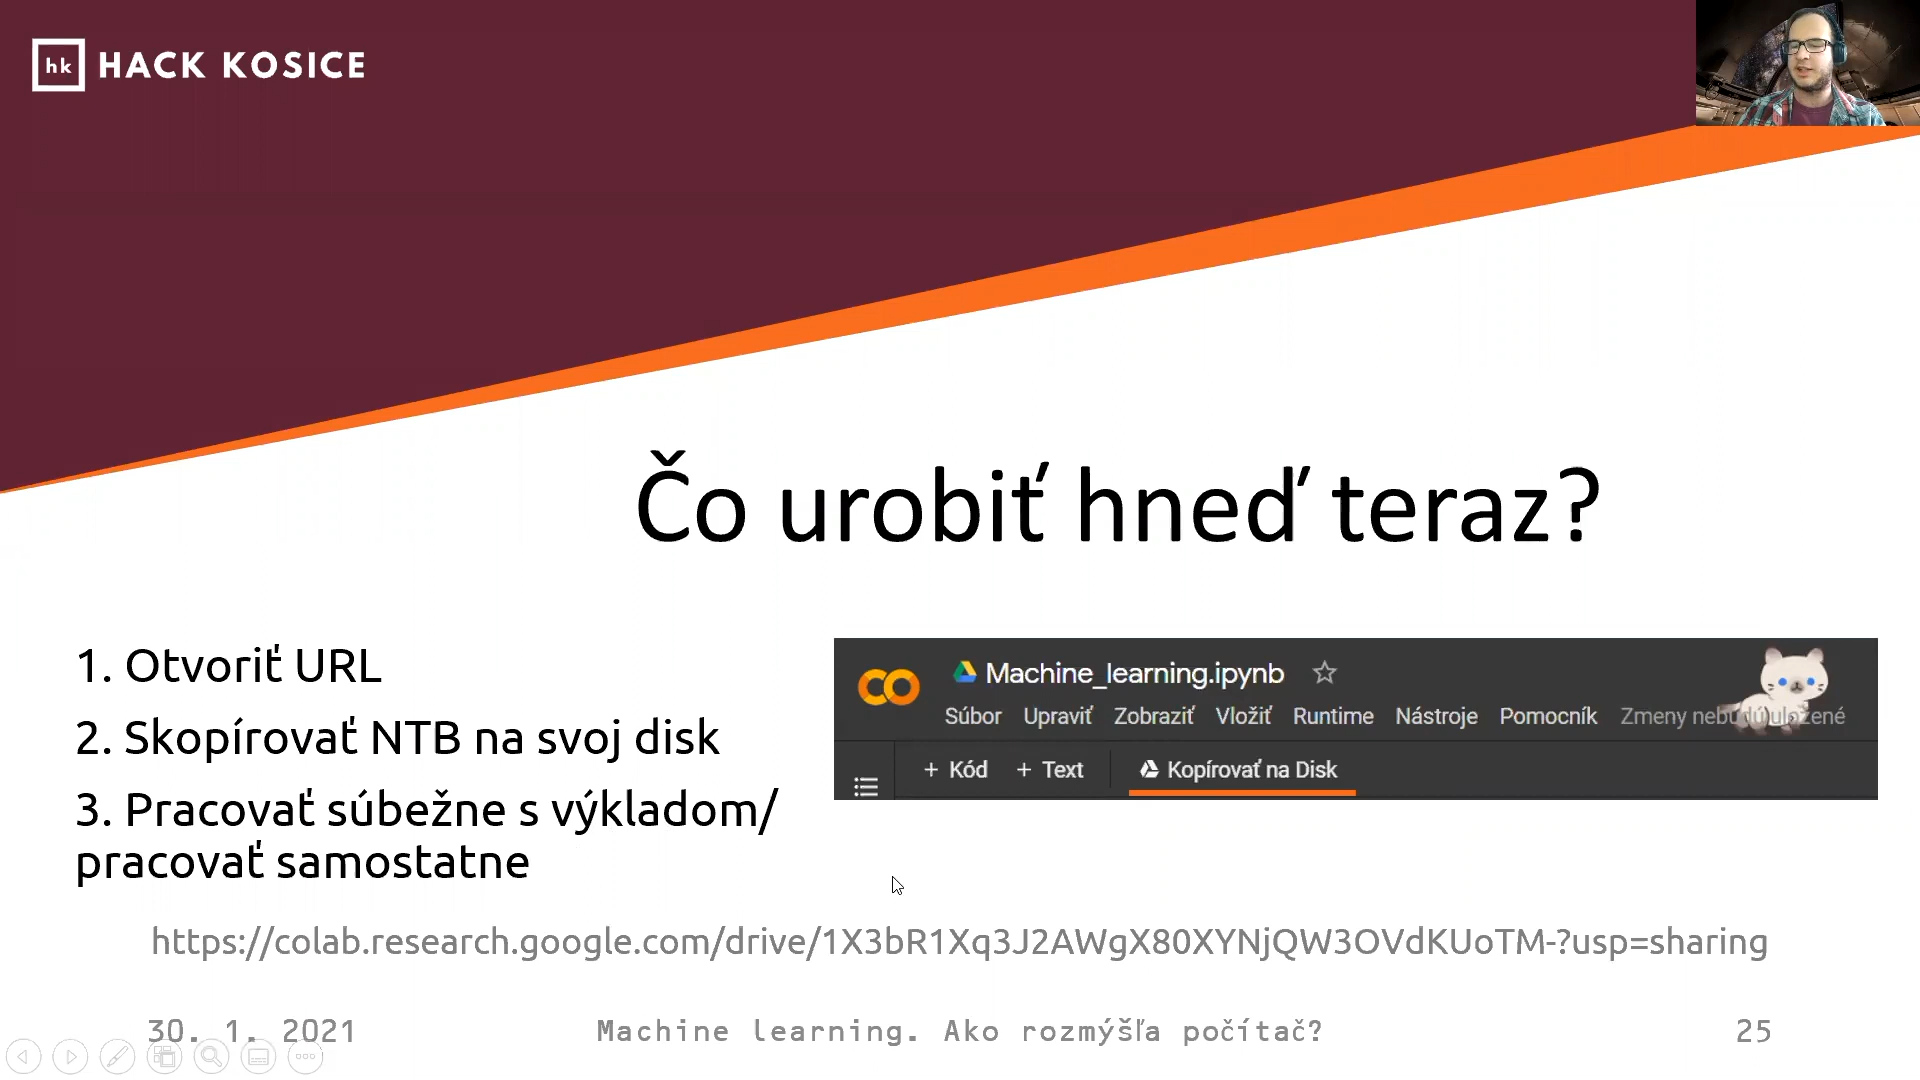 hk HACK KOSICE
Čo urobiť hneď teraz?
1. Otvoriť URL
2. Skopírovať NTB na svoj disk
3. Pracovať súbežne s výkladom/
pracovať samostatne
Machine_learning.ipynb
Súbor Upraviť Zobraziť Vložiť Runtime Nástroje Pomocník Zmeny nebudú uložené
+ Kód + Text Kopírovať na Disk
https://colab.research.google.com/drive/1X3bR1Xq3J2AWgX80XYNjQW3OVdKUoTM-?usp=sharing
30. 1. 2021 Machine learning. Ako rozmýšľa počítač? 25